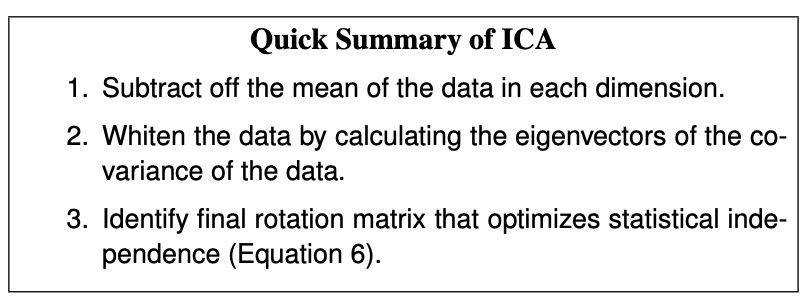 Quick Summary of ICA
1. Subtract off the mean of the data in each dimension.
2. Whiten the data by calculating the eigenvectors of the co-
variance of the data.
3. Identify final rotation matrix that optimizes statistical inde-
pendence (Equation 6).